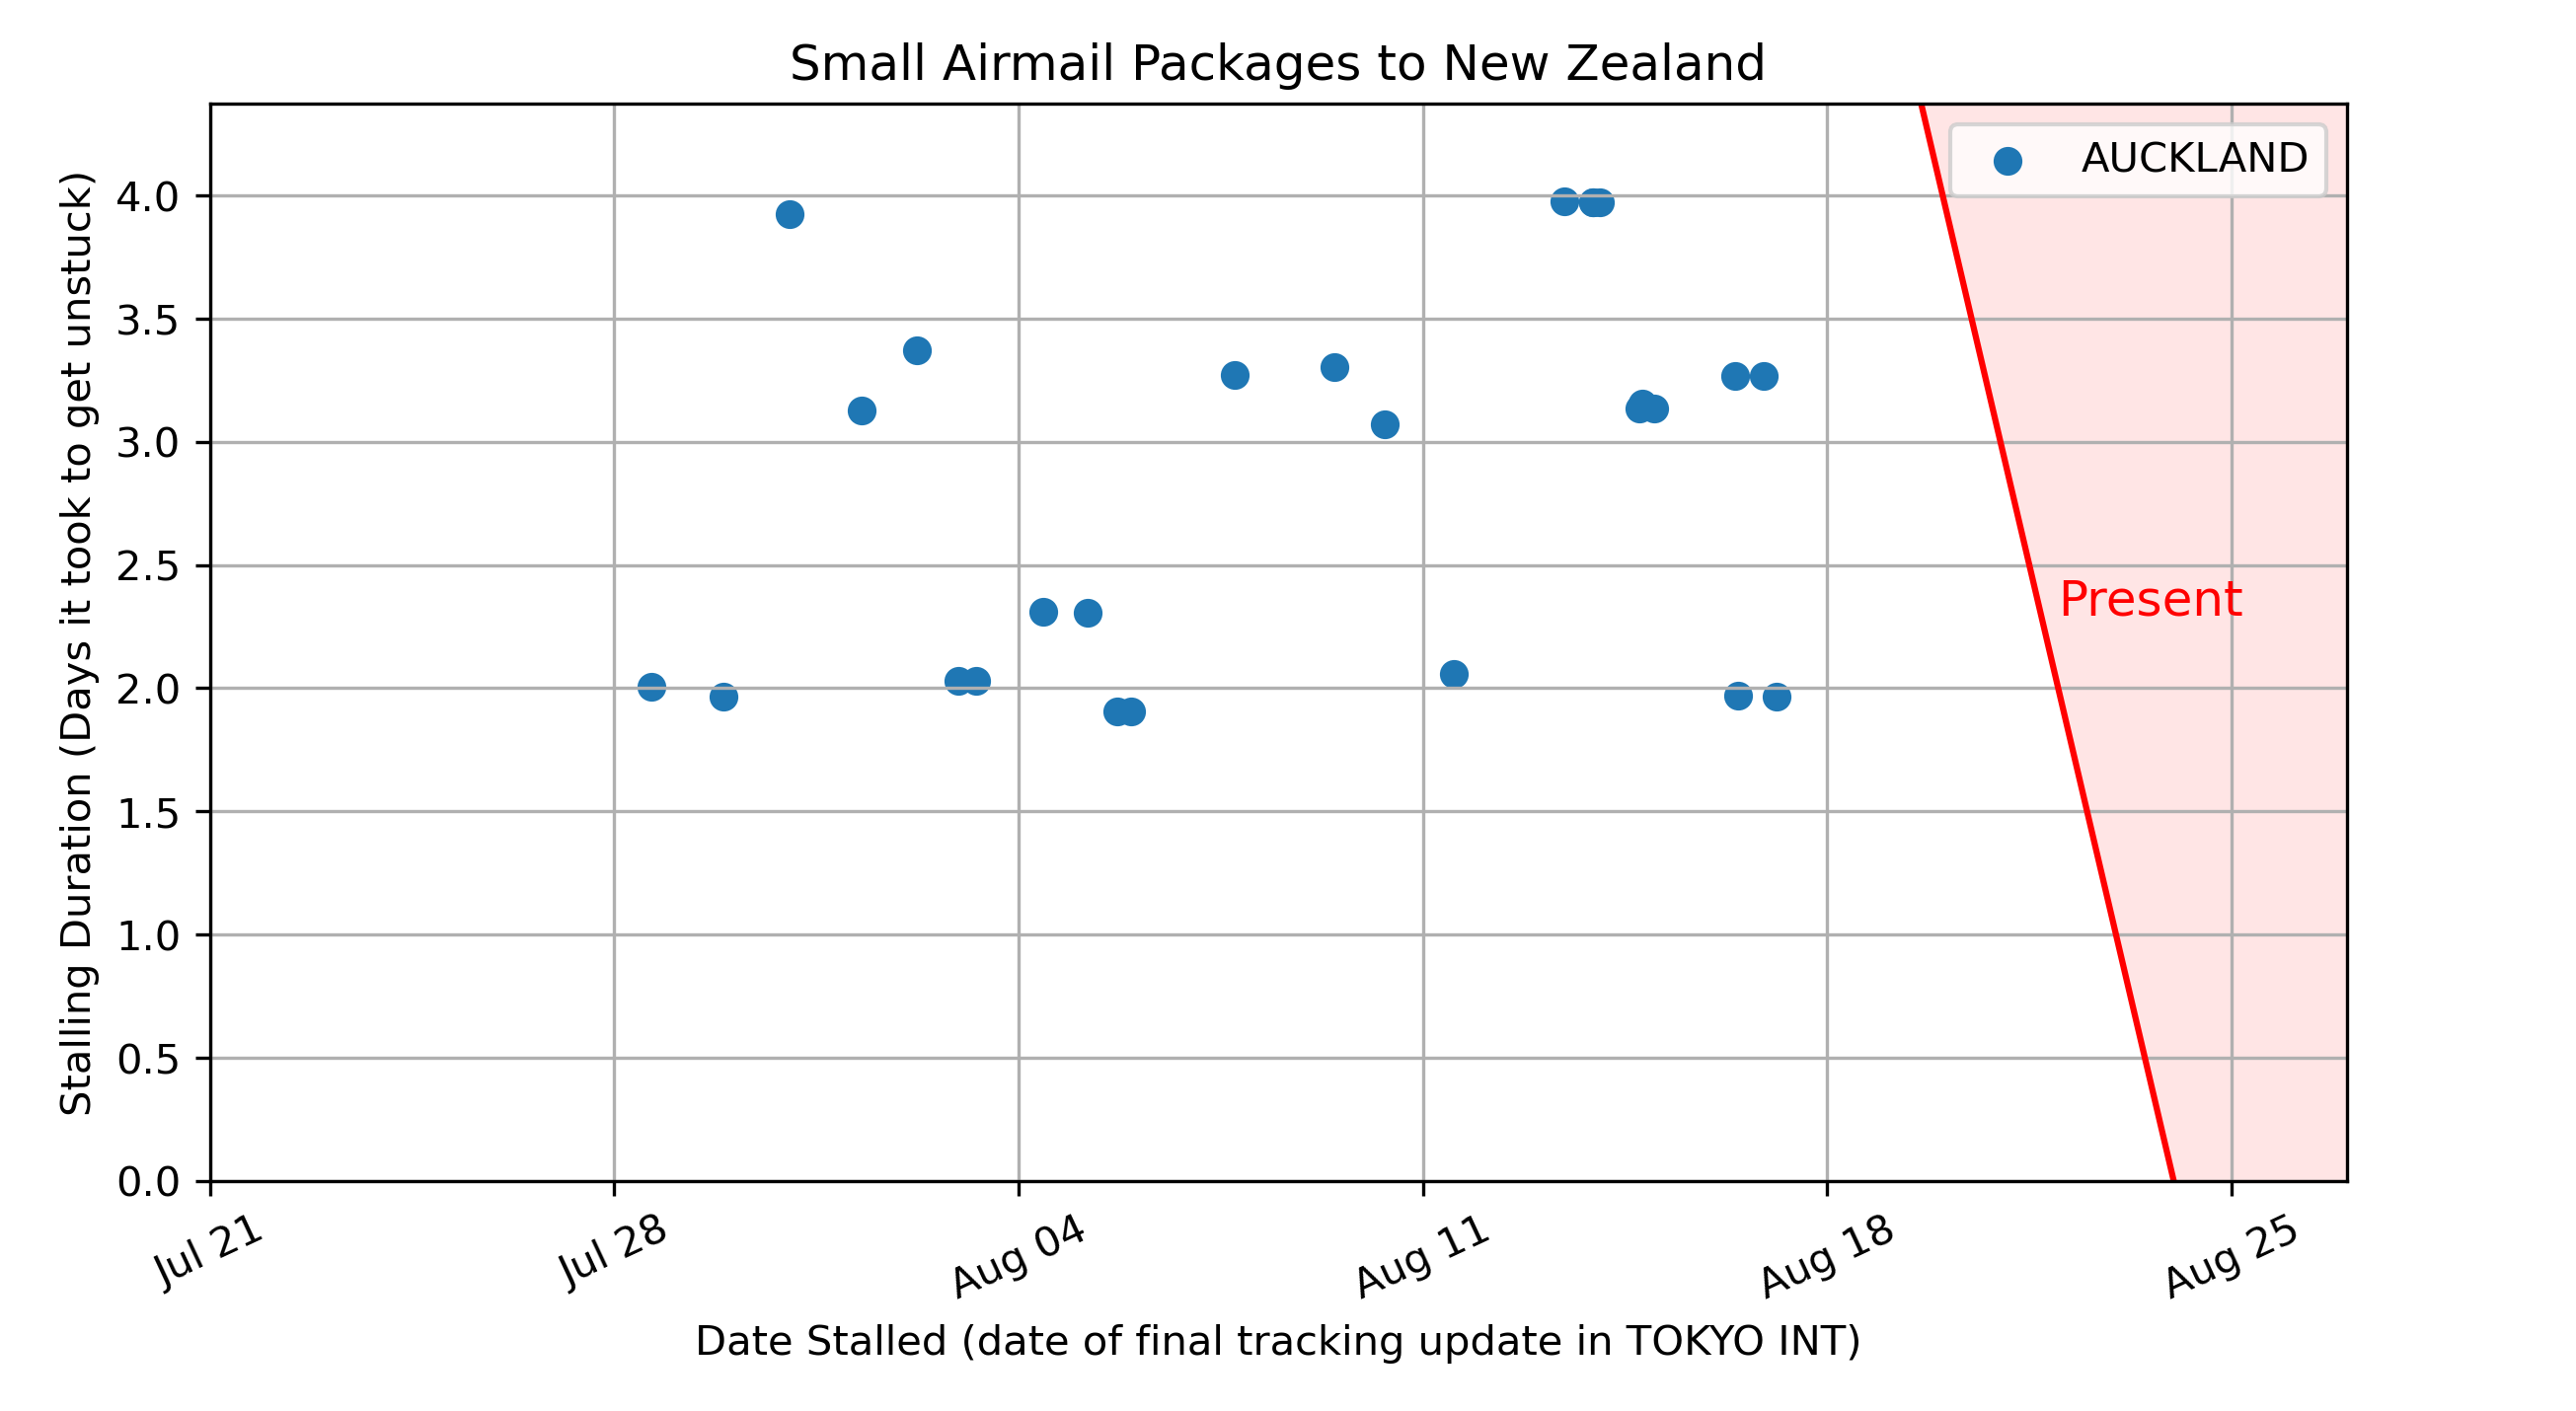 Small Airmail Packages to New Zealand
AUCKLAND
Present
Stalling Duration (Days it took to get unstuck)
4.0
3.5
3.0
2.5
2.0
1.5
1.0
0.5
0.0
Jul 21
Jul 28
Aug 04
Aug 11
Aug 18
Aug 25
Date Stalled (date of final tracking update in TOKYO INT)